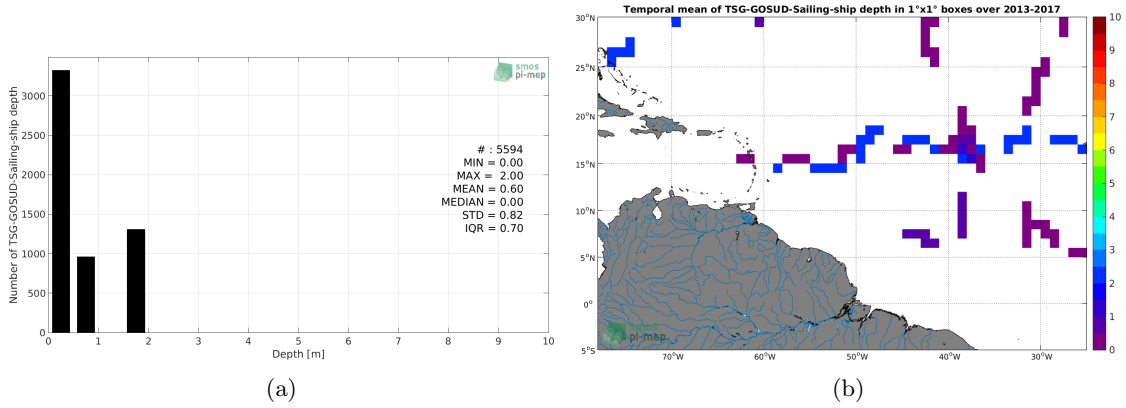 smos
pi-mep
Number of TSG-GOSUD-Sailing-ship depth
3500
3000
2500
2000
1500
1000
500
0
# : 5594
MIN = 0.00
MAX = 2.00
MEAN = 0.60
MEDIAN = 0.00
STD = 0.82
IQR = 0.70
0 1 2 3 4 5 6 7 8 9 10
Depth [m]
(a)
Temporal mean of TSG-GOSUD-Sailing-ship depth in 1°x1° boxes over 2013-2017
30°N
25°N
20°N
15°N
10°N
5°N
0°
5°S
70°W 60°W 50°W 40°W 30°W
smos
pi-mep
10
9
8
7
6
5
4
3
2
1
0
(b)